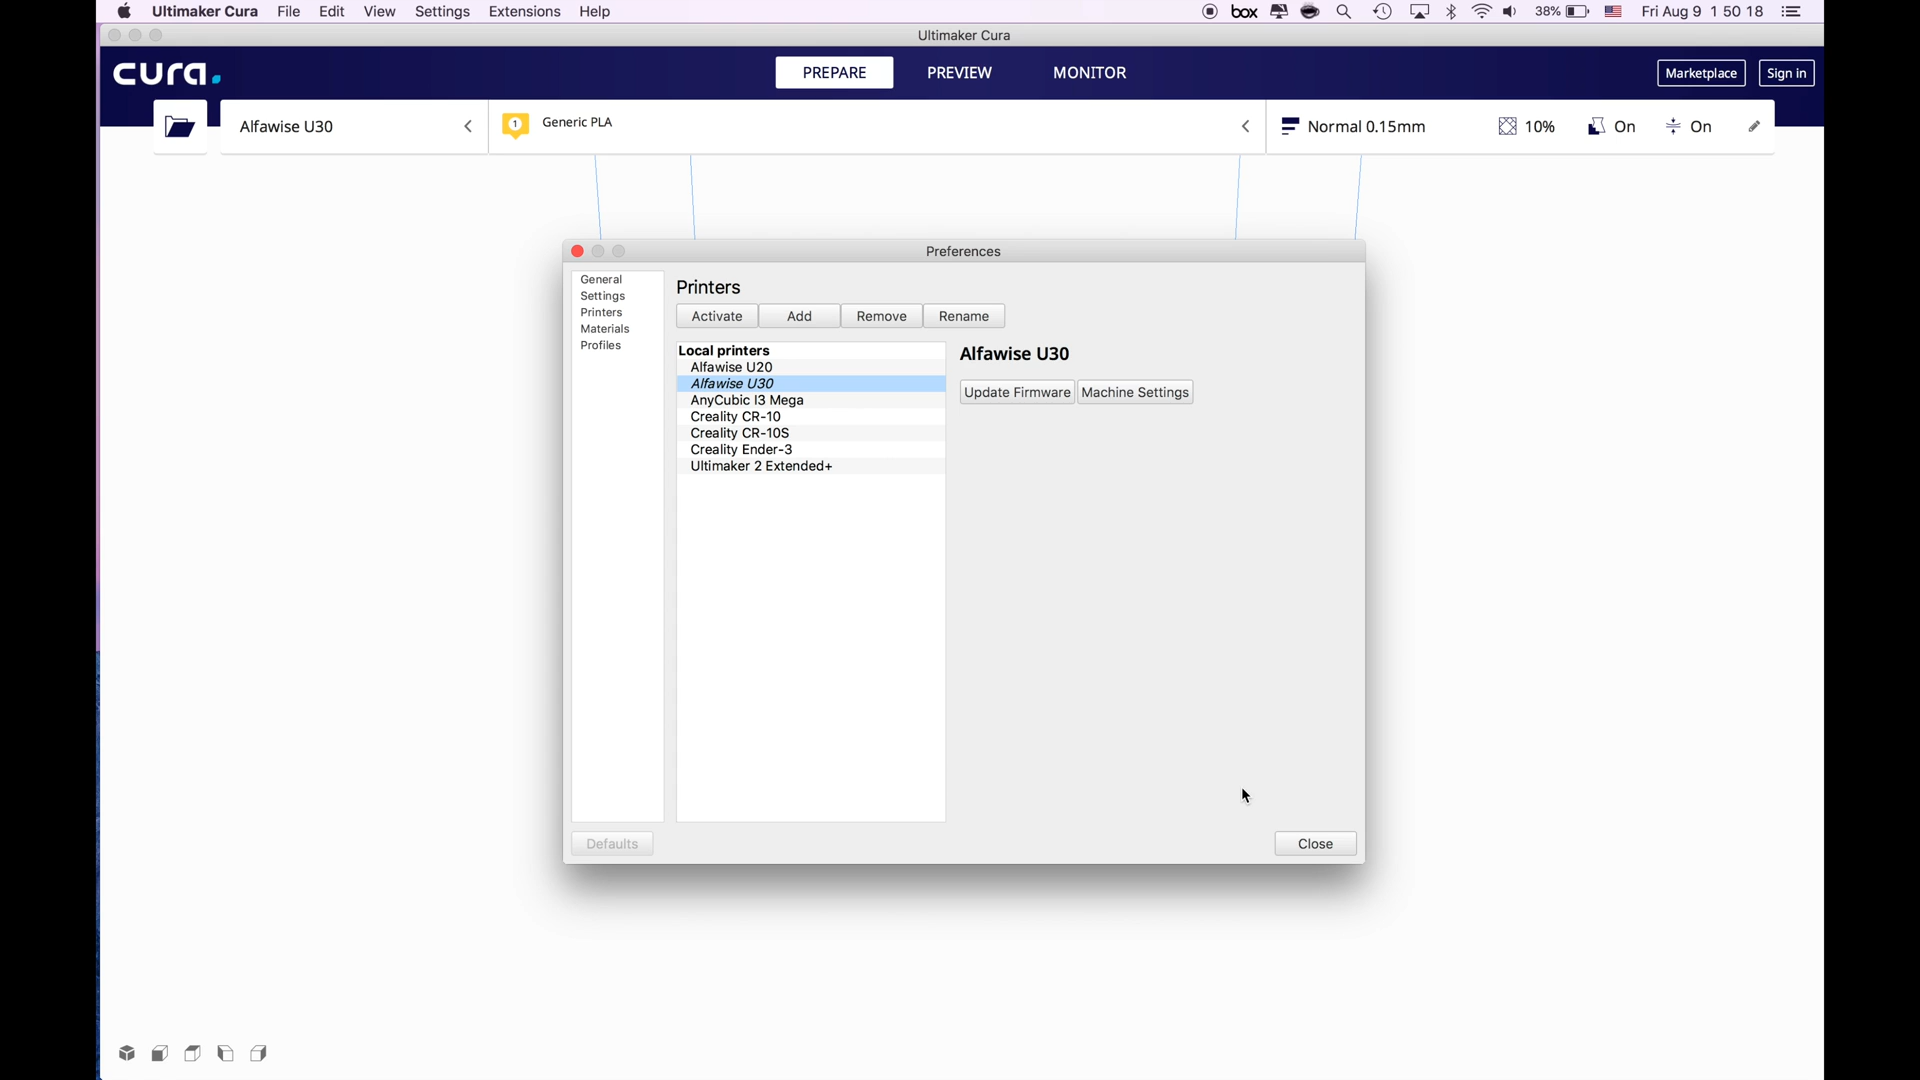 Ultimaker Cura File Edit View Settings Extensions Help box 38% Fri Aug 9 1 50 18
Ultimaker Cura
cura. PREPARE PREVIEW MONITOR Marketplace Sign in
Alfawise U30 1 Generic PLA Normal 0.15mm 10% On On
Preferences
General
Settings
Printers
Materials
Profiles
Printers
Activate Add Remove Rename
Local printers
Alfawise U20
Alfawise U30
AnyCubic I3 Mega
Creality CR-10
Creality CR-10S
Creality Ender-3
Ultimaker 2 Extended+
Alfawise U30
Update Firmware Machine Settings
Defaults Close